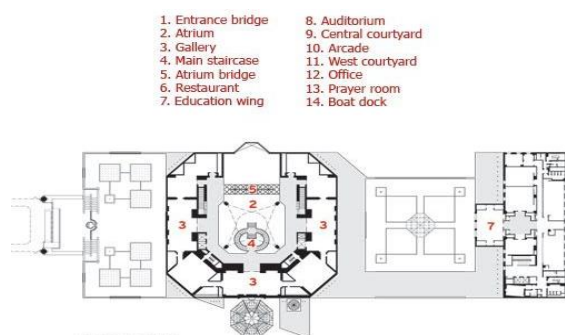 1. Entrance bridge
2. Atrium
3. Gallery
4. Main staircase
5. Atrium bridge
6. Restaurant
7. Education wing
8. Auditorium
9. Central courtyard
10. Arcade
11. West courtyard
12. Office
13. Prayer room
14. Boat dock
5
2
3
3
7
4
3